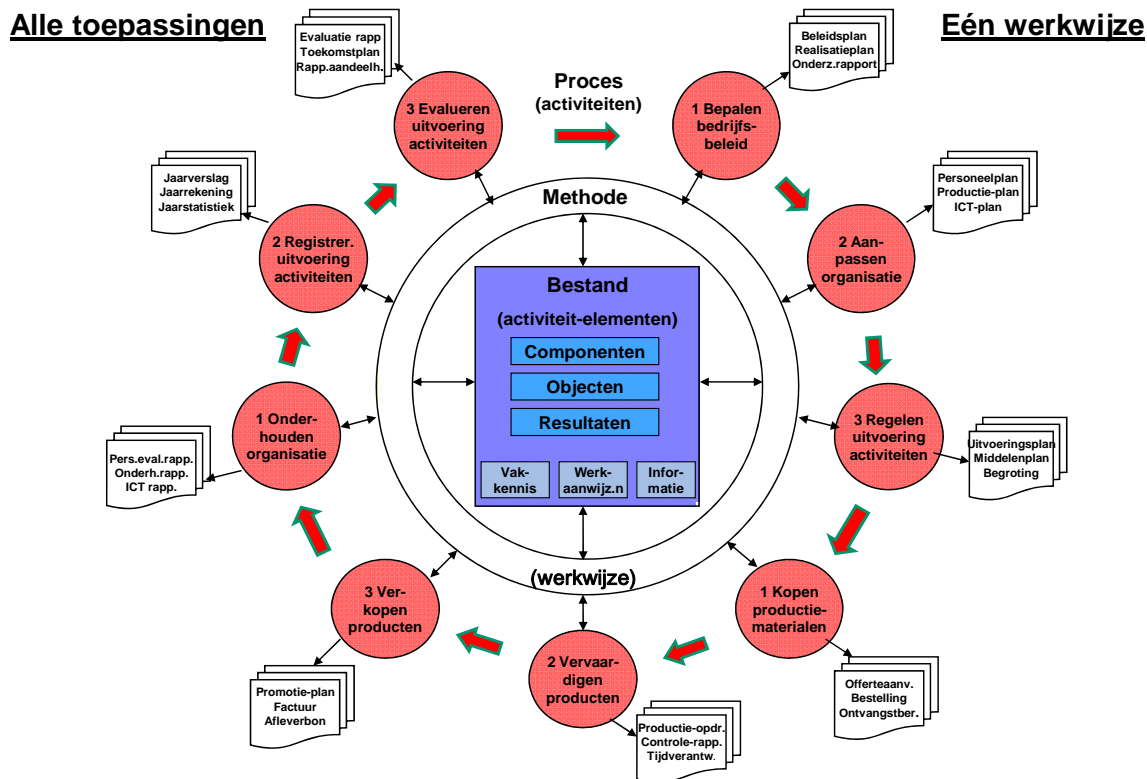 Alle toepassingen
Eén werkwijze
Evaluatie rapp
Toekomstplan
Rapp.aandeelh.
Beleidsplan
Realisatieplan
Onderz.rapport
Proces
(activiteiten)
3 Evalueren
uitvoering
activiteiten
1 Bepalen
bedrijfs-
beleid
Jaarverslag
Jaarrekening
Jaarstatistiek
Personeelplan
Productie-plan
ICT-plan
Methode
2 Registrer.
uitvoering
activiteiten
2 Aan-
passen
organisatie
Bestand
(activiteit-elementen)
Componenten
Objecten
Resultaten
Vak-
kennis
Werk-
aanwijz.n
Infor-
matie
1 Onder-
houden
organisatie
3 Regelen
uitvoering
activiteiten
Pers.eval.rapp.
Onderh.rapp.
ICT rapp.
Uitvoeringsplan
Middelenplan
Begroting
(werkwijze)
3 Ver-
kopen
producten
1 Kopen
productie-
materialen
2 Vervaar-
digen
producten
Promotie-plan
Factuur
Afleverbon
Offerteaanv.
Bestelling
Ontvangstber.
Productie-opdr.
Controle-rapp.
Tijdverantw.